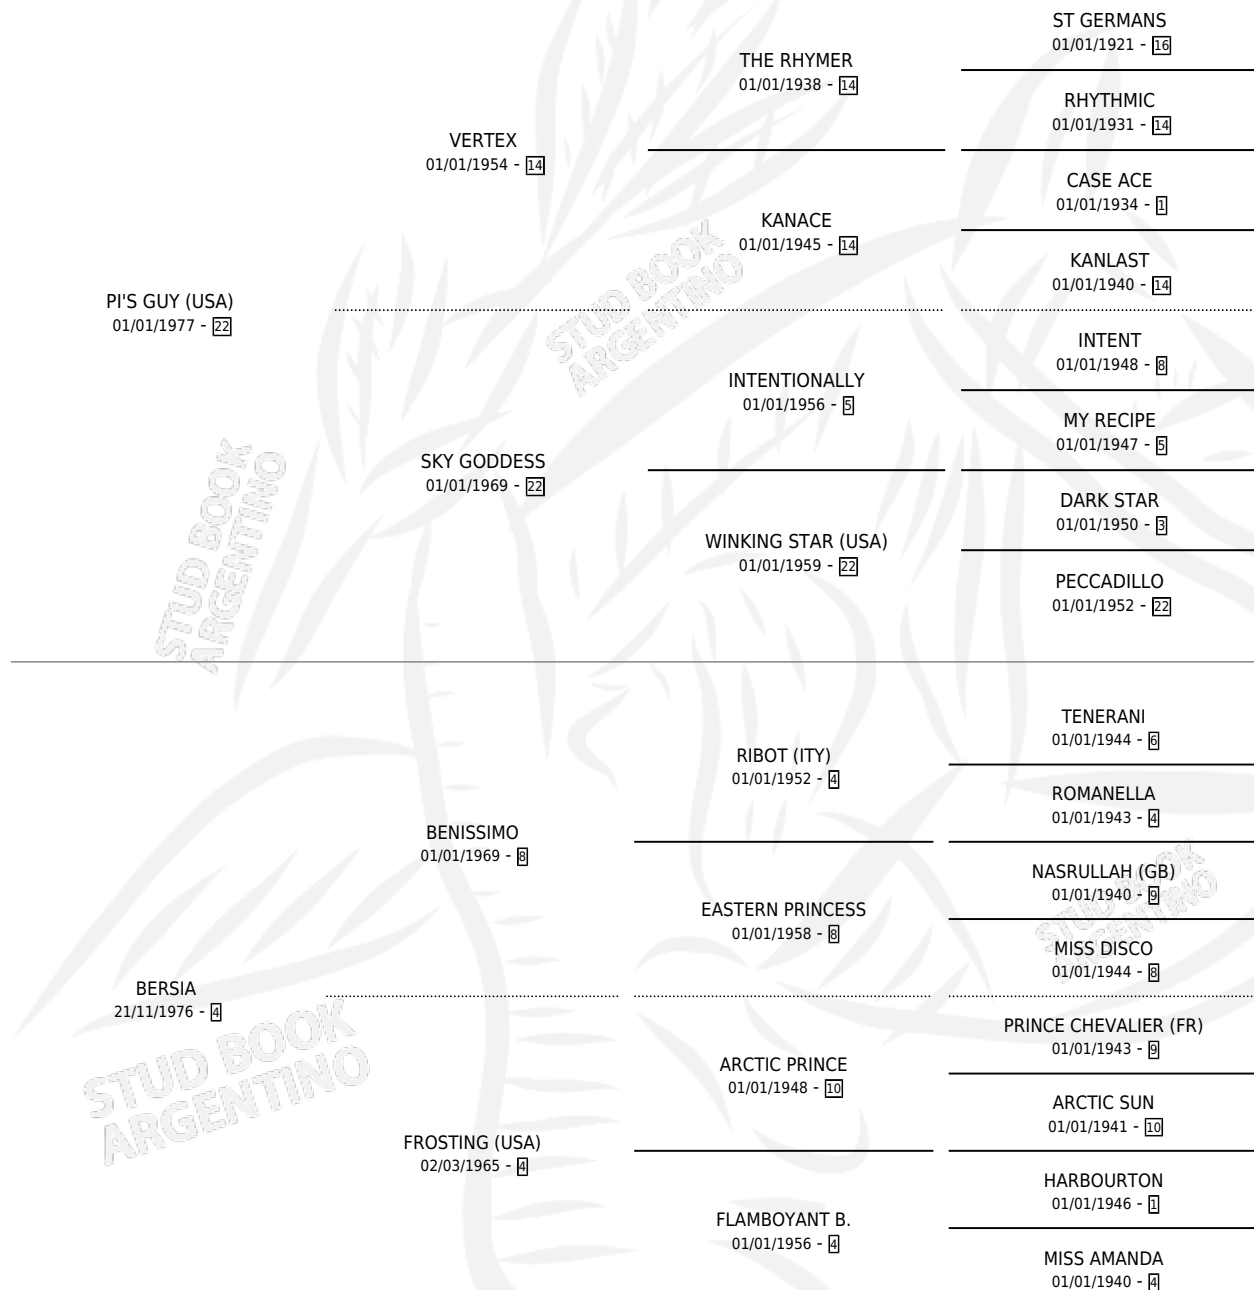 ST GERMANS
01/01/1921 - 16
THE RHYMER
01/01/1938 - 14
RHYTHMIC
01/01/1931 - 14
VERTEX
01/01/1954 - 14
CASE ACE
01/01/1934 - 1
KANACE
01/01/1945 - 14
KANLAST
01/01/1940 - 14
PI'S GUY (USA)
01/01/1977 - 22
STUD BOOK
ARGENTINO
INTENT
01/01/1948 - 8
INTENTIONALLY
01/01/1956 - 5
MY RECIPE
01/01/1947 - 5
SKY GODDESS
01/01/1969 - 22
DARK STAR
01/01/1950 - 3
WINKING STAR (USA)
01/01/1959 - 22
PECCADILLO
01/01/1952 - 22
STUD BOOK
ARGENTINO
TENERANI
01/01/1944 - 6
RIBOT (ITY)
01/01/1952 - 4
ROMANELLA
01/01/1943 - 4
BENISSIMO
01/01/1969 - 8
NASRULLAH (GB)
01/01/1940 - 9
EASTERN PRINCESS
01/01/1958 - 8
STUD BOOK
ARGENTINO
MISS DISCO
01/01/1944 - 8
BERSIA
21/11/1976 - 4
PRINCE CHEVALIER (FR)
01/01/1943 - 9
STUD BOOK
ARGENTINO
ARCTIC PRINCE
01/01/1948 - 10
ARCTIC SUN
01/01/1941 - 10
FROSTING (USA)
02/03/1965 - 4
HARBOURTON
01/01/1946 - 1
FLAMBOYANT B.
01/01/1956 - 4
MISS AMANDA
01/01/1940 - 4